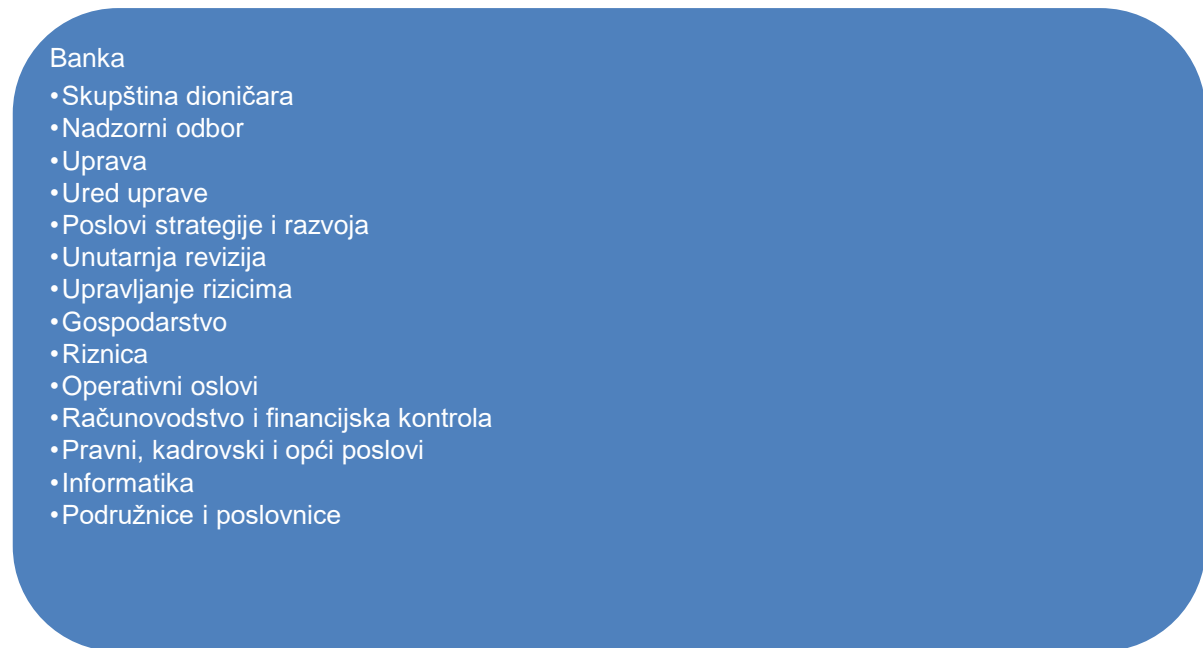 Banka
•Skupština dioničara
•Nadzorni odbor
•Uprava
•Ured uprave
•Poslovi strategije i razvoja
•Unutarnja revizija
•Upravljanje rizicima
•Gospodarstvo
•Riznica
•Operativni oslovi
•Računovodstvo i financijska kontrola
•Pravni, kadrovski i opći poslovi
•Informatika
•Podružnice i poslovnice